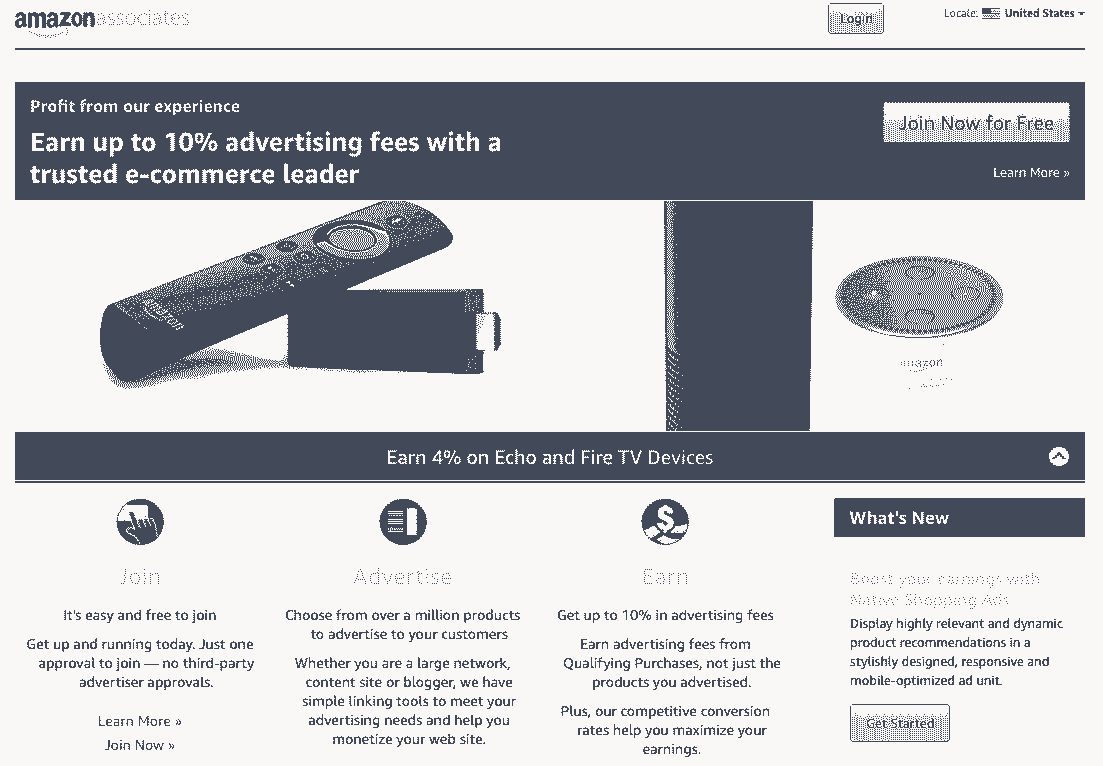 amazonassociates
Login
Locale: United States
Profit from our experience
Earn up to 10% advertising fees with a
trusted e-commerce leader
Join Now for Free
Learn More »
amazon
amazon
Earn 4% on Echo and Fire TV Devices
Join
It's easy and free to join
Get up and running today. Just one
approval to join — no third-party
advertiser approvals.
Learn More »
Join Now »
Advertise
Choose from over a million products
to advertise to your customers
Whether you are a large network,
content site or blogger, we have
simple linking tools to meet your
advertising needs and help you
monetize your web site.
Earn
Get up to 10% in advertising fees
Earn advertising fees from
Qualifying Purchases, not just the
products you advertised.
Plus, our competitive conversion
rates help you maximize your
earnings.
What's New
Boost your earnings with
Native Shopping Ads
Display highly relevant and dynamic
product recommendations in a
stylishly designed, responsive and
mobile-optimized ad unit.
Get Started